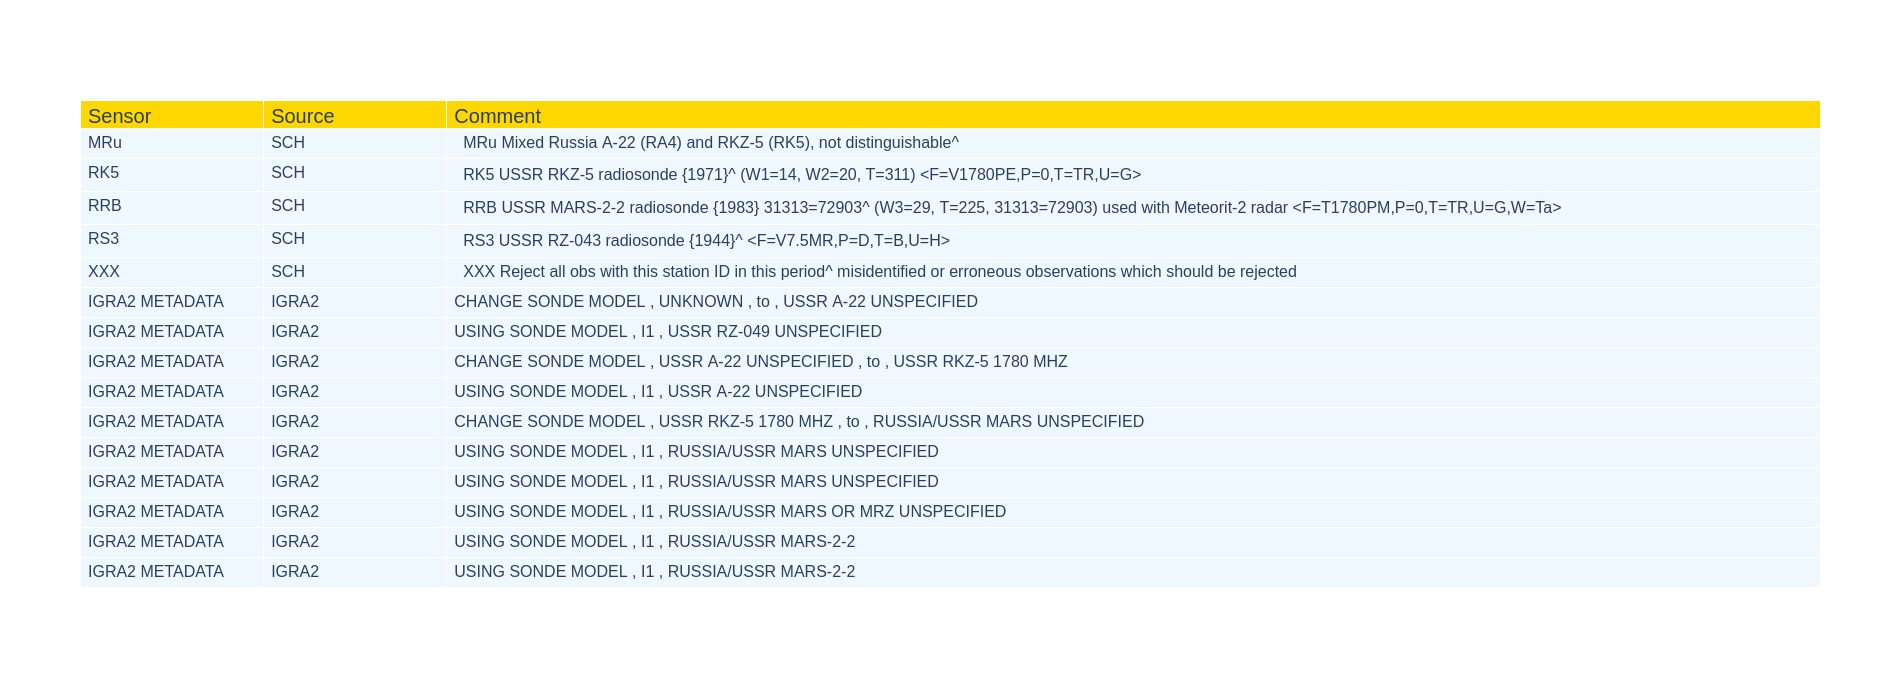 Sensor Source Comment
MRu SCH MRu Mixed Russia A-22 (RA4) and RKZ-5 (RK5), not distinguishable^
RK5 SCH RK5 USSR RKZ-5 radiosonde {1971}^ (W1=14, W2=20, T=311) <F=V1780PE,P=0,T=TR,U=G>
RRB SCH RRB USSR MARS-2-2 radiosonde {1983} 31313=72903^ (W3=29, T=225, 31313=72903) used with Meteorit-2 radar <F=T1780PM,P=0,T=TR,U=G,W=Ta>
RS3 SCH RS3 USSR RZ-043 radiosonde {1944}^ <F=V7.5MR,P=D,T=B,U=H>
XXX SCH XXX Reject all obs with this station ID in this period^ misidentified or erroneous observations which should be rejected
IGRA2 METADATA IGRA2 CHANGE SONDE MODEL , UNKNOWN , to , USSR A-22 UNSPECIFIED
IGRA2 METADATA IGRA2 USING SONDE MODEL , I1 , USSR RZ-049 UNSPECIFIED
IGRA2 METADATA IGRA2 CHANGE SONDE MODEL , USSR A-22 UNSPECIFIED , to , USSR RKZ-5 1780 MHZ
IGRA2 METADATA IGRA2 USING SONDE MODEL , I1 , USSR A-22 UNSPECIFIED
IGRA2 METADATA IGRA2 CHANGE SONDE MODEL , USSR RKZ-5 1780 MHZ , to , RUSSIA/USSR MARS UNSPECIFIED
IGRA2 METADATA IGRA2 USING SONDE MODEL , I1 , RUSSIA/USSR MARS UNSPECIFIED
IGRA2 METADATA IGRA2 USING SONDE MODEL , I1 , RUSSIA/USSR MARS UNSPECIFIED
IGRA2 METADATA IGRA2 USING SONDE MODEL , I1 , RUSSIA/USSR MARS OR MRZ UNSPECIFIED
IGRA2 METADATA IGRA2 USING SONDE MODEL , I1 , RUSSIA/USSR MARS-2-2
IGRA2 METADATA IGRA2 USING SONDE MODEL , I1 , RUSSIA/USSR MARS-2-2